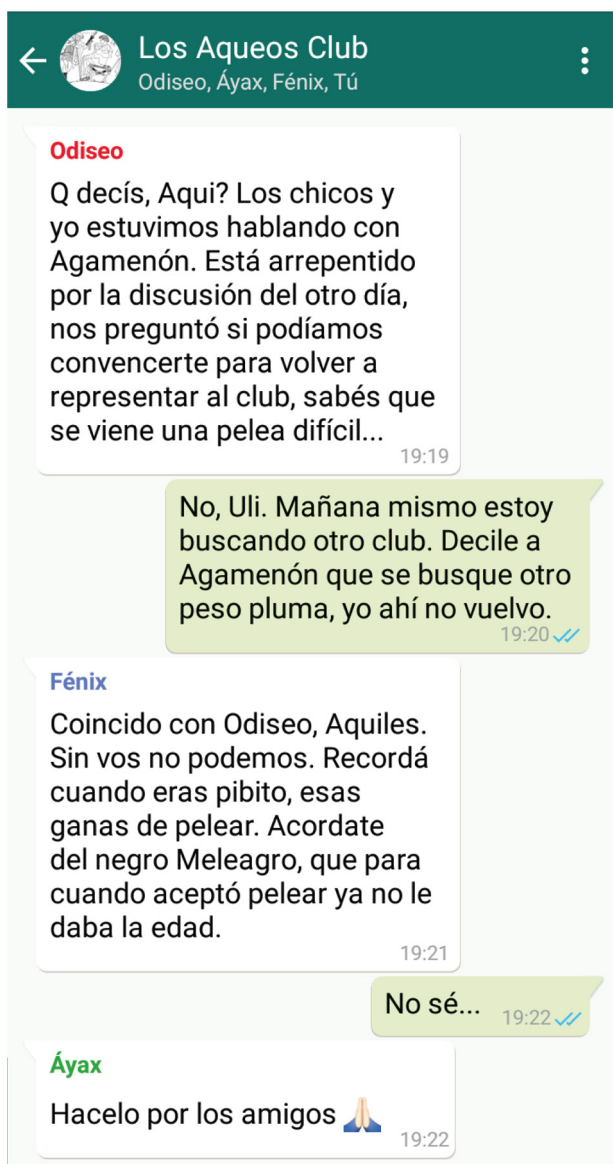 Los Aqueos Club
Odiseo, Áyax, Fénix, Tú
Odiseo
Q decís, Aqui? Los chicos y
yo estuvimos hablando con
Agamenón. Está arrepentido
por la discusión del otro día,
nos preguntó si podíamos
convencerte para volver a
representar al club, sabés que
se viene una pelea difícil...
19:19
No, Uli. Mañana mismo estoy
buscando otro club. Decile a
Agamenón que se busque otro
peso pluma, yo ahí no vuelvo.
19:20
Fénix
Coincido con Odiseo, Aquiles.
Sin vos no podemos. Recordá
cuando eras pibito, esas
ganas de pelear. Acordate
del negro Meleagro, que para
cuando aceptó pelear ya no le
daba la edad.
19:21
No sé... 19:22
Áyax
Hacelo por los amigos 🙏🏻
19:22